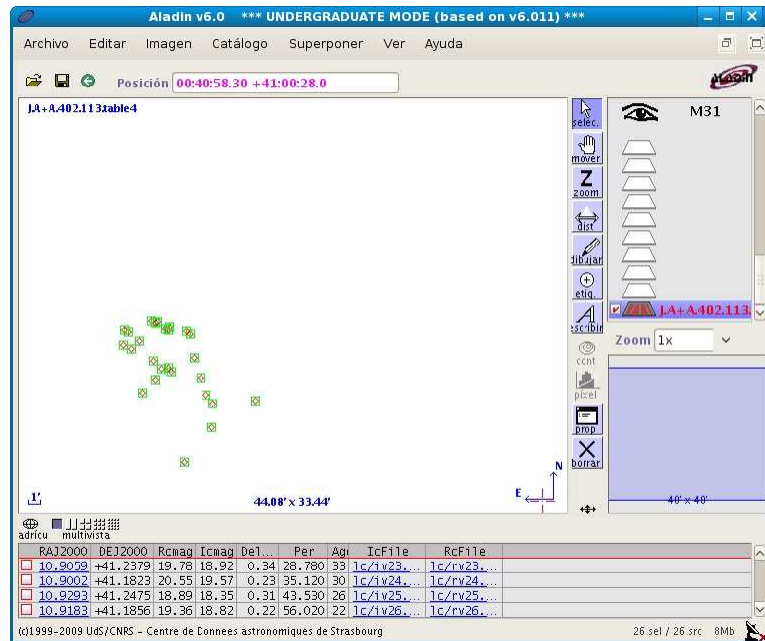 Aladin v6.0 *** UNDERGRADUATE MODE (based on v6.011) ***
Archivo Editar Imagen Catálogo Superponer Ver Ayuda
Posición 00:40:58.30 +41:00:28.0
ALADIN
J.A+A.402.113.table4
selec.
mover
Z
zoom
dist
dibujar
etiq.
A
escribir
ccnt
pixel
prop
borrar
M31
J.A+A.402.113.
Zoom 1x
40' x 40'
1'
44.08' x 33.44'
N
E
adrícu multivista
RAJ2000 DEJ2000 Rcmag Icmag Del... Per Age IcFile RcFile
10.9059 +41.2379 19.78 18.92 0.34 28.780 33 lc/iv23.... lc/rv23....
10.9002 +41.1823 20.55 19.57 0.23 35.120 30 lc/iv24.... lc/rv24....
10.9293 +41.2475 18.89 18.35 0.31 43.530 26 lc/iv25.... lc/rv25....
10.9183 +41.1856 19.36 18.82 0.22 56.020 22 lc/iv26.... lc/rv26....
(c)1999-2009 UdS/CNRS - Centre de Donnees astronomiques de Strasbourg
26 sel / 26 src 8Mb